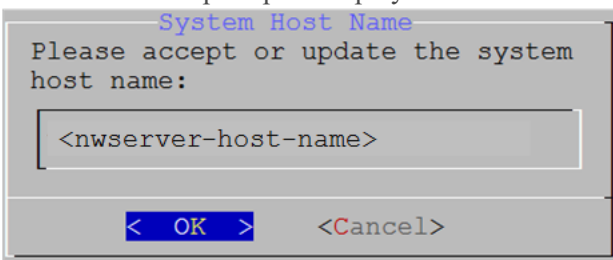 System Host Name
Please accept or update the system
host name:
<nwserver-host-name>
< OK > <Cancel>